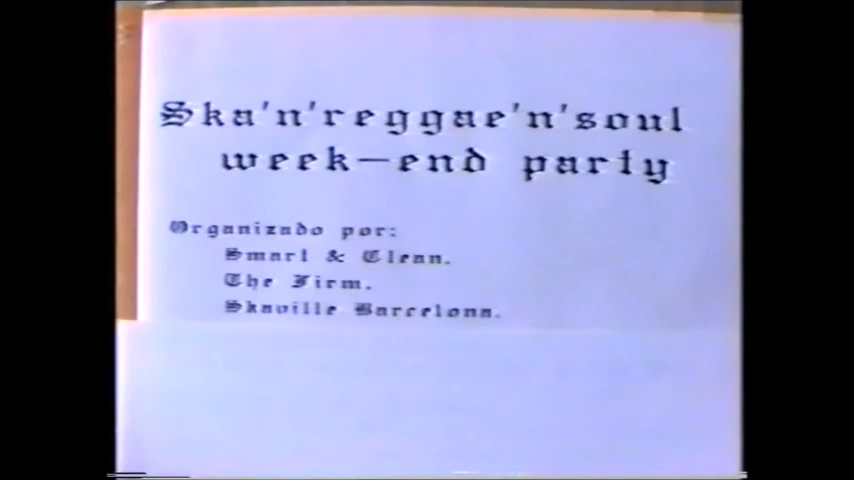 Ska'n'reggae'n'soul
week-end party
Organizado por:
Smart & Clean.
The Firm.
Skaville Barcelona.